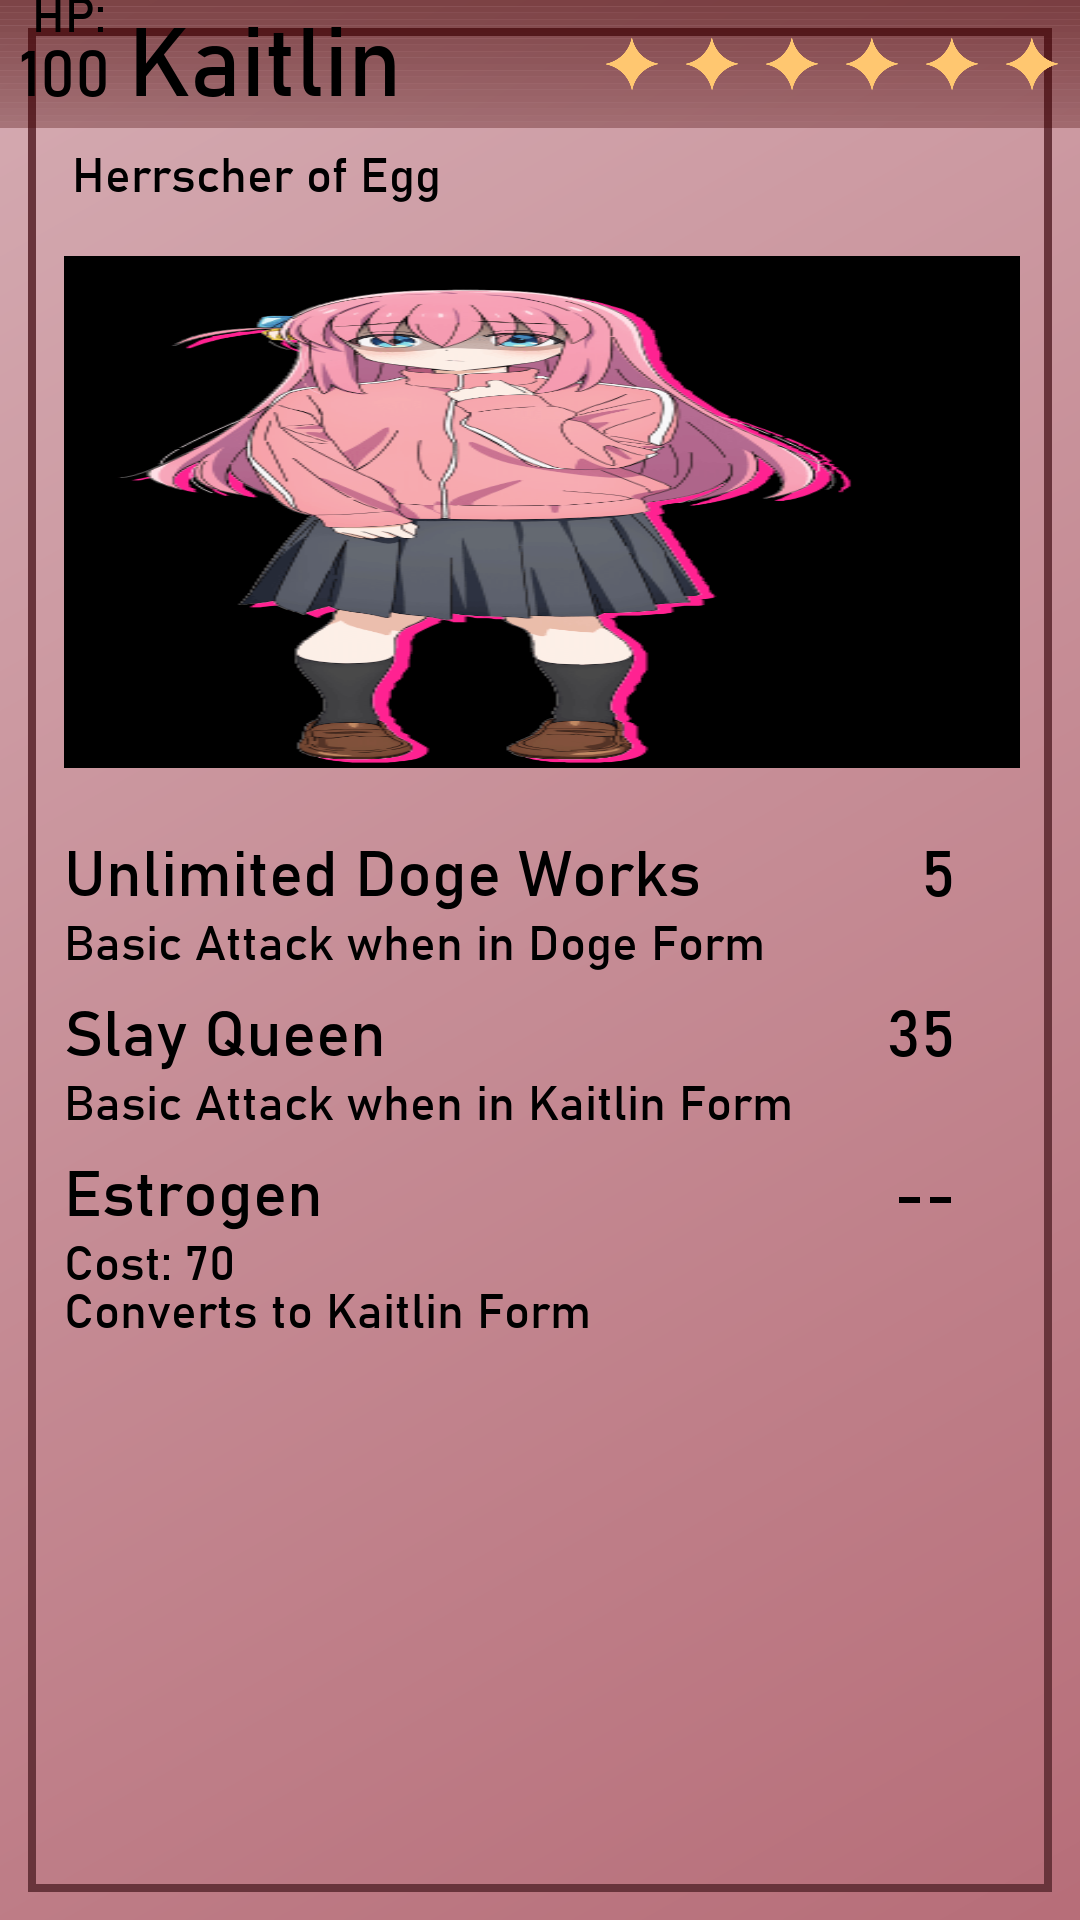 HP:
100 Kaitlin
Herrscher of Egg
Unlimited Doge Works 5
Basic Attack when in Doge Form
Slay Queen 35
Basic Attack when in Kaitlin Form
Estrogen --
Cost: 70
Converts to Kaitlin Form